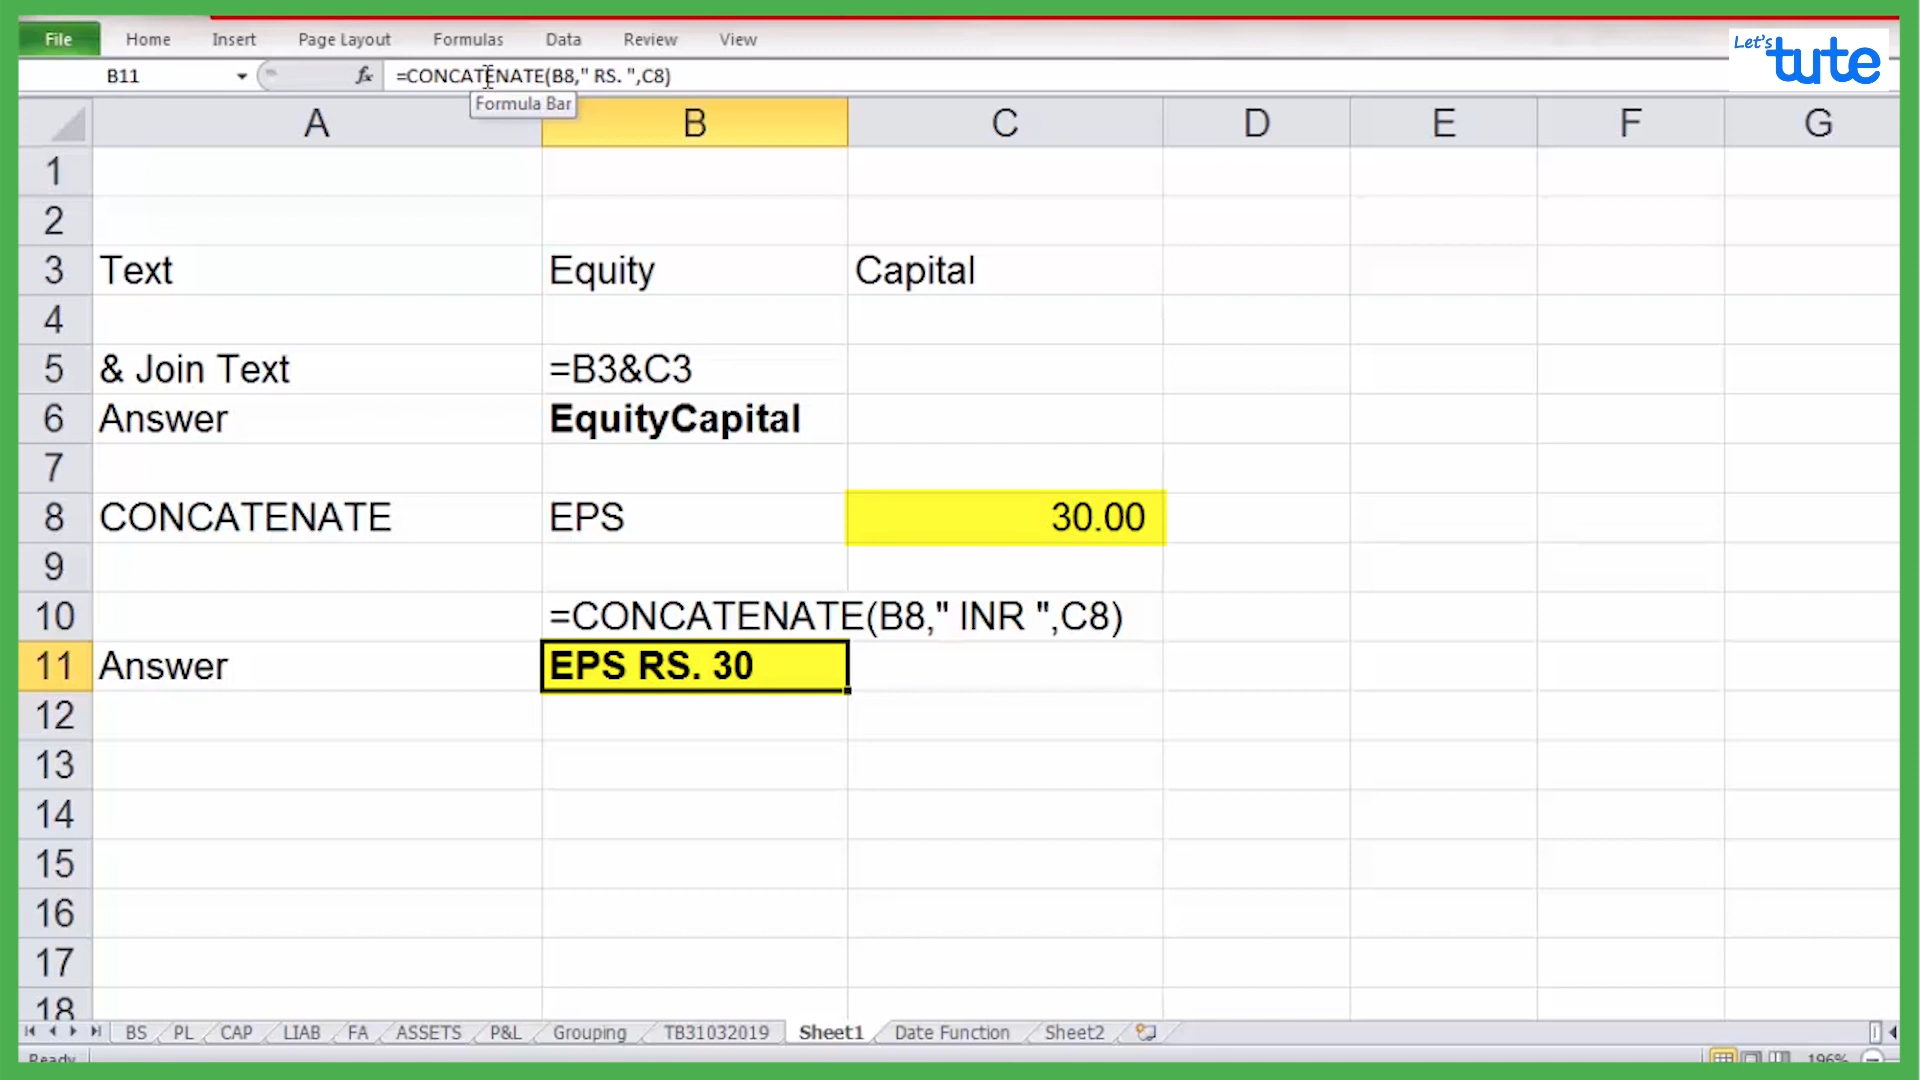 File Home Insert Page Layout Formulas Data Review View
Let's tute
B11 fx =CONCATENATE(B8," RS. ",C8)
Formula Bar
A B C D E F G
1
2
3 Text Equity Capital
4
5 & Join Text =B3&C3
6 Answer EquityCapital
7
8 CONCATENATE EPS 30.00
9
10 =CONCATENATE(B8," INR ",C8)
11 Answer EPS RS. 30
12
13
14
15
16
17
18
BS PL CAP LIAB FA ASSETS P&L Grouping TB31032019 Sheet1 Date Function Sheet2
Ready 196%